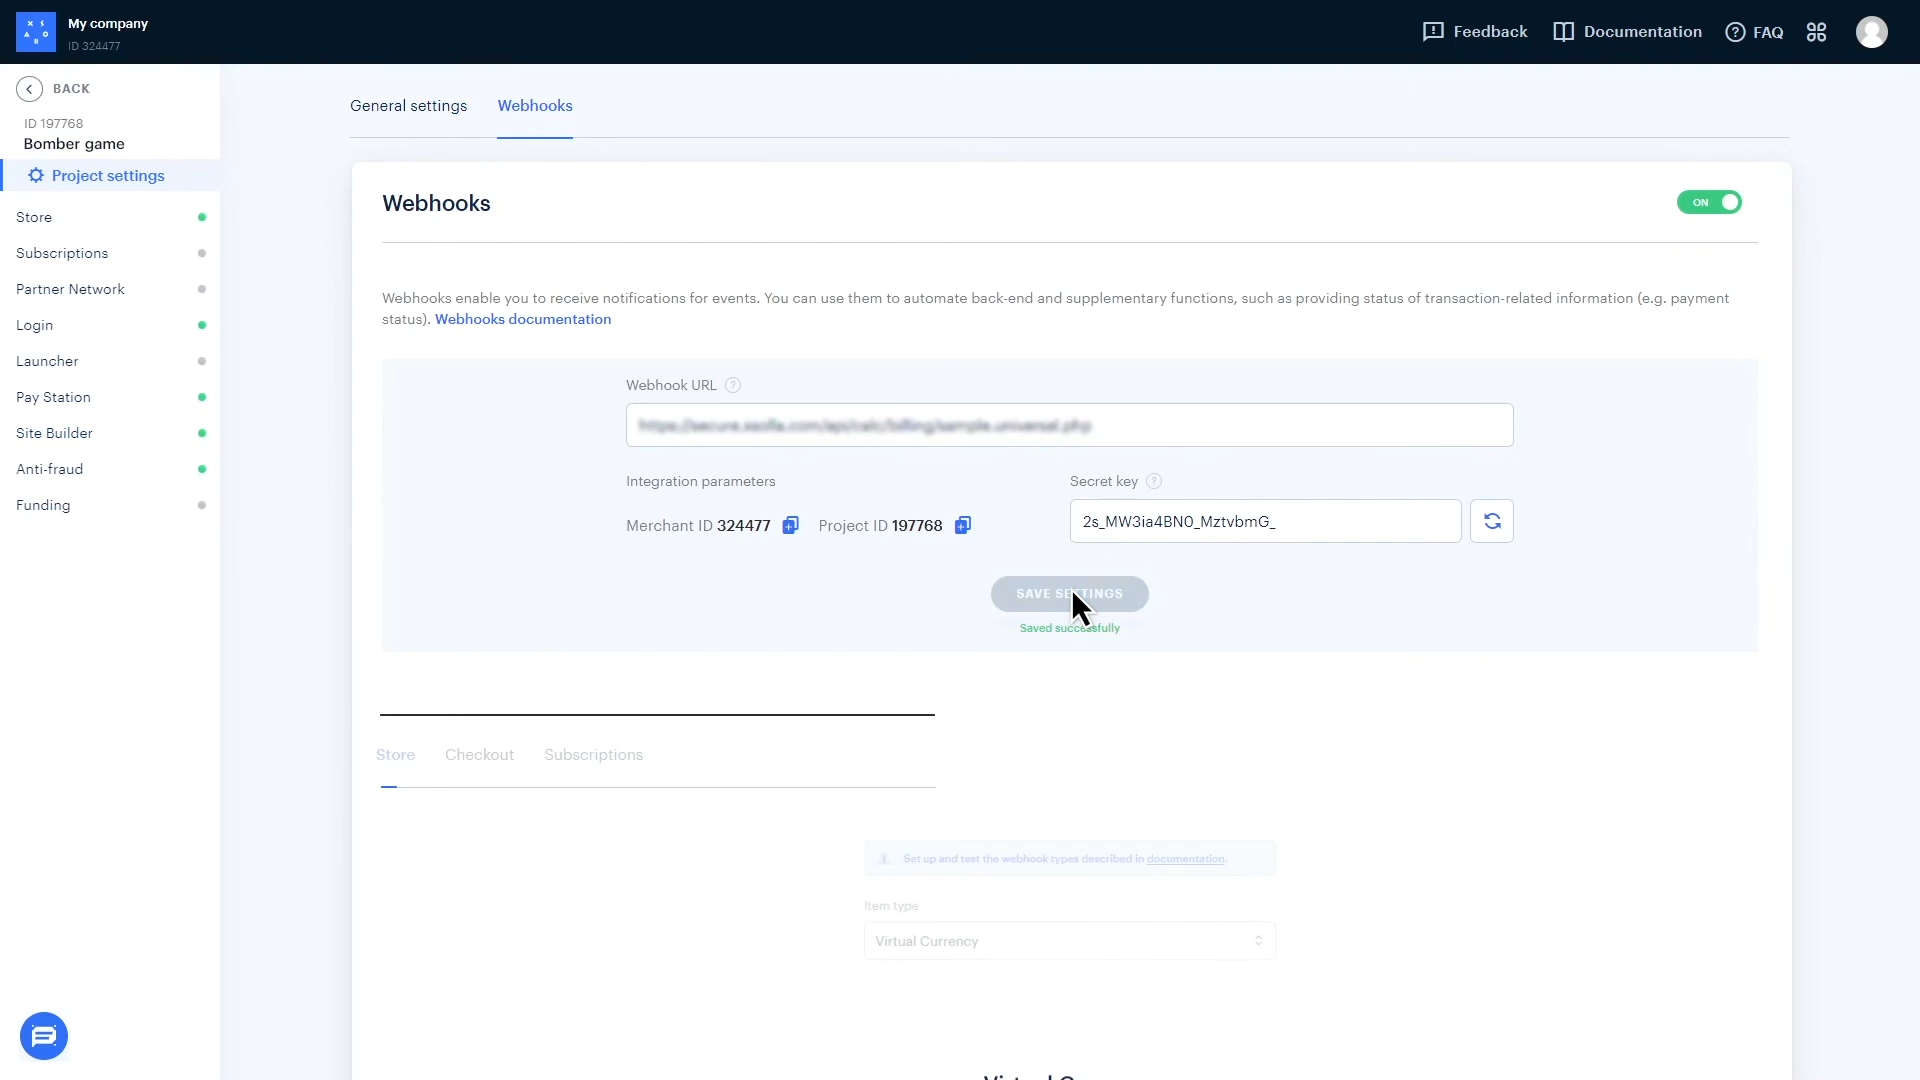 My company
ID 324477
Feedback
Documentation
FAQ
BACK
ID 197768
Bomber game
Project settings
Store
Subscriptions
Partner Network
Login
Launcher
Pay Station
Site Builder
Anti-fraud
Funding
General settings
Webhooks
Webhooks
ON
Webhooks enable you to receive notifications for events. You can use them to automate back-end and supplementary functions, such as providing status of transaction-related information (e.g. payment
status). Webhooks documentation
Webhook URL
Integration parameters
Merchant ID 324477
Project ID 197768
Secret key
2s_MW3ia4BN0_MztvbmG_
SAVE SETTINGS
Saved successfully
Store
Checkout
Subscriptions
Set up and test the webhook types described in documentation.
Item type
Virtual Currency